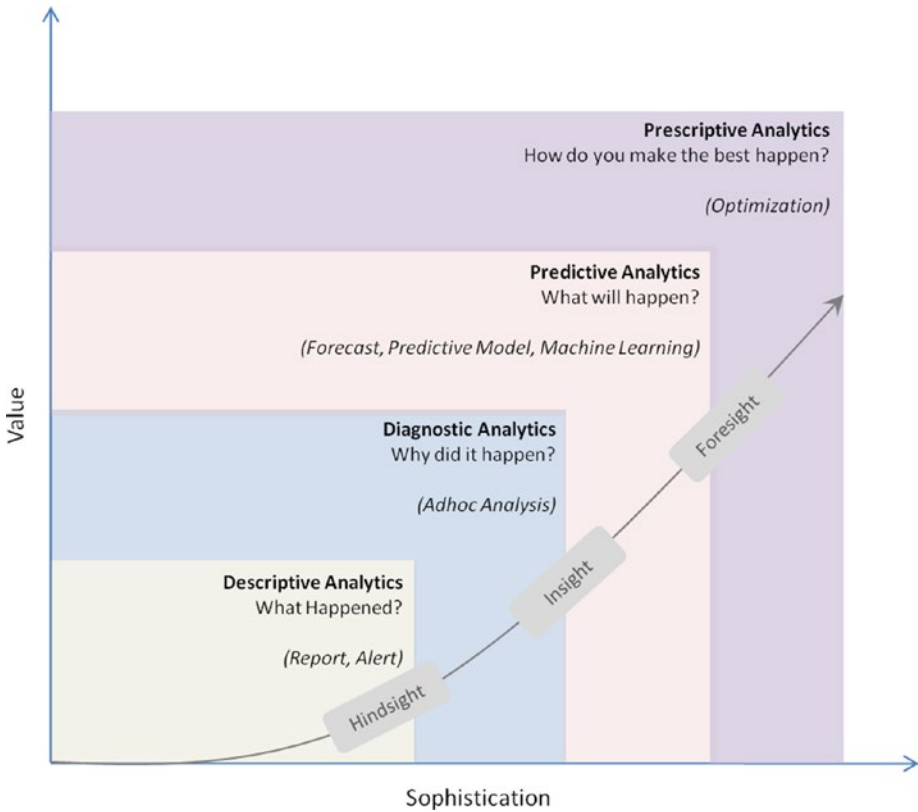 Prescriptive Analytics
How do you make the best happen?
(Optimization)
Predictive Analytics
What will happen?
(Forecast, Predictive Model, Machine Learning)
Value
Diagnostic Analytics
Why did it happen?
(Adhoc Analysis)
Foresight
Insight
Descriptive Analytics
What Happened?
(Report, Alert)
Hindsight
Sophistication